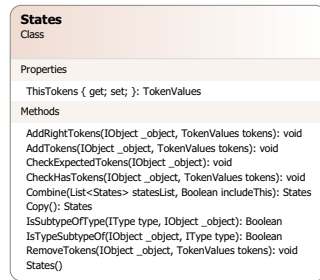 States
Class
Properties
ThisTokens { get; set; }: TokenValues
Methods
AddRightTokens(IObject _object, TokenValues tokens): void
AddTokens(IObject _object, TokenValues tokens): void
CheckExpectedTokens(IObject _object): void
CheckHasTokens(IObject _object, TokenValues tokens): void
Combine(List<States> statesList, Boolean includeThis): States
Copy(): States
IsSubtypeOfType(IType type, IObject _object): Boolean
IsTypeSubtypeOf(IObject _object, IType type): Boolean
RemoveTokens(IObject _object, TokenValues tokens): void
States()